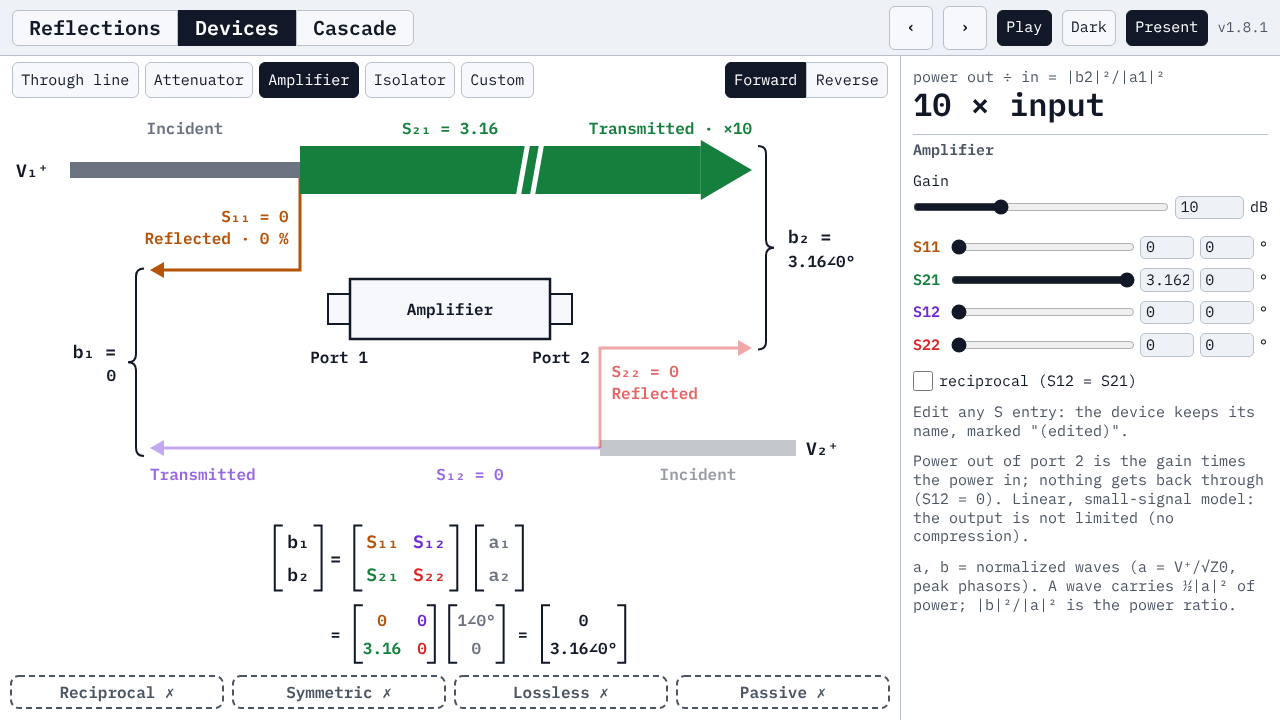 Reflections Devices Cascade ‹ › Play Dark Present v1.8.1
Through line Attenuator Amplifier Isolator Custom Forward Reverse
Incident S₂₁ = 3.16 Transmitted · ×10
V₁⁺
S₁₁ = 0
Reflected · 0 %
b₂ =
3.16∠0°
Amplifier
b₁ =
0
Port 1 Port 2
S₂₂ = 0
Reflected
V₂⁺
Transmitted S₁₂ = 0 Incident
b₁ = S₁₁ S₁₂ a₁
b₂ S₂₁ S₂₂ a₂
= 0 0 1∠0° = 0
3.16 0 0 3.16∠0°
Reciprocal ✗ Symmetric ✗ Lossless ✗ Passive ✗
power out ÷ in = |b2|²/|a1|²
10 × input
Amplifier
Gain
10 dB
S11 0 0 °
S21 3.162 0 °
S12 0 0 °
S22 0 0 °
reciprocal (S12 = S21)
Edit any S entry: the device keeps its
name, marked "(edited)".
Power out of port 2 is the gain times
the power in; nothing gets back through
(S12 = 0). Linear, small-signal model:
the output is not limited (no
compression).
a, b = normalized waves (a = V⁺/√Z0,
peak phasors). A wave carries ½|a|² of
power; |b|²/|a|² is the power ratio.